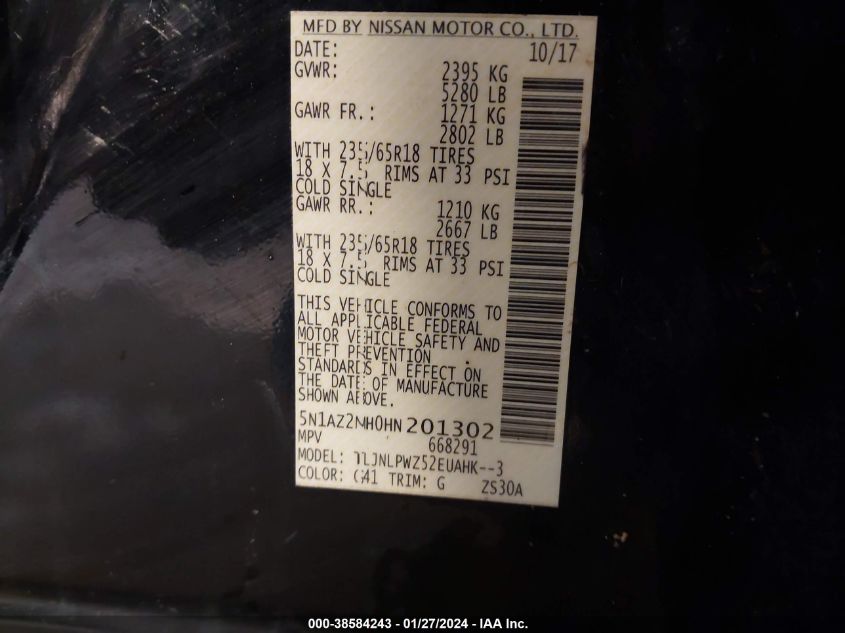 MFD BY NISSAN MOTOR CO., LTD.
DATE: 10/17
GVWR: 2395 KG
5280 LB
GAWR FR.: 1271 KG
2802 LB
WITH 235/65R18 TIRES
18 X 7.5 RIMS AT 33 PSI
COLD SINGLE
GAWR RR.: 1210 KG
2667 LB
WITH 235/65R18 TIRES
18 X 7.5 RIMS AT 33 PSI
COLD SINGLE
THIS VEHICLE CONFORMS TO
ALL APPLICABLE FEDERAL
MOTOR VEHICLE SAFETY AND
THEFT PREVENTION
STANDARDS IN EFFECT ON
THE DATE OF MANUFACTURE
SHOWN ABOVE.
5N1AZ2MH0HN201302
MPV 668291
MODEL: TLJNLPWZ52EUAHK--3
COLOR: G41 TRIM: G ZS30A
000-38584243 - 01/27/2024 - IAA Inc.